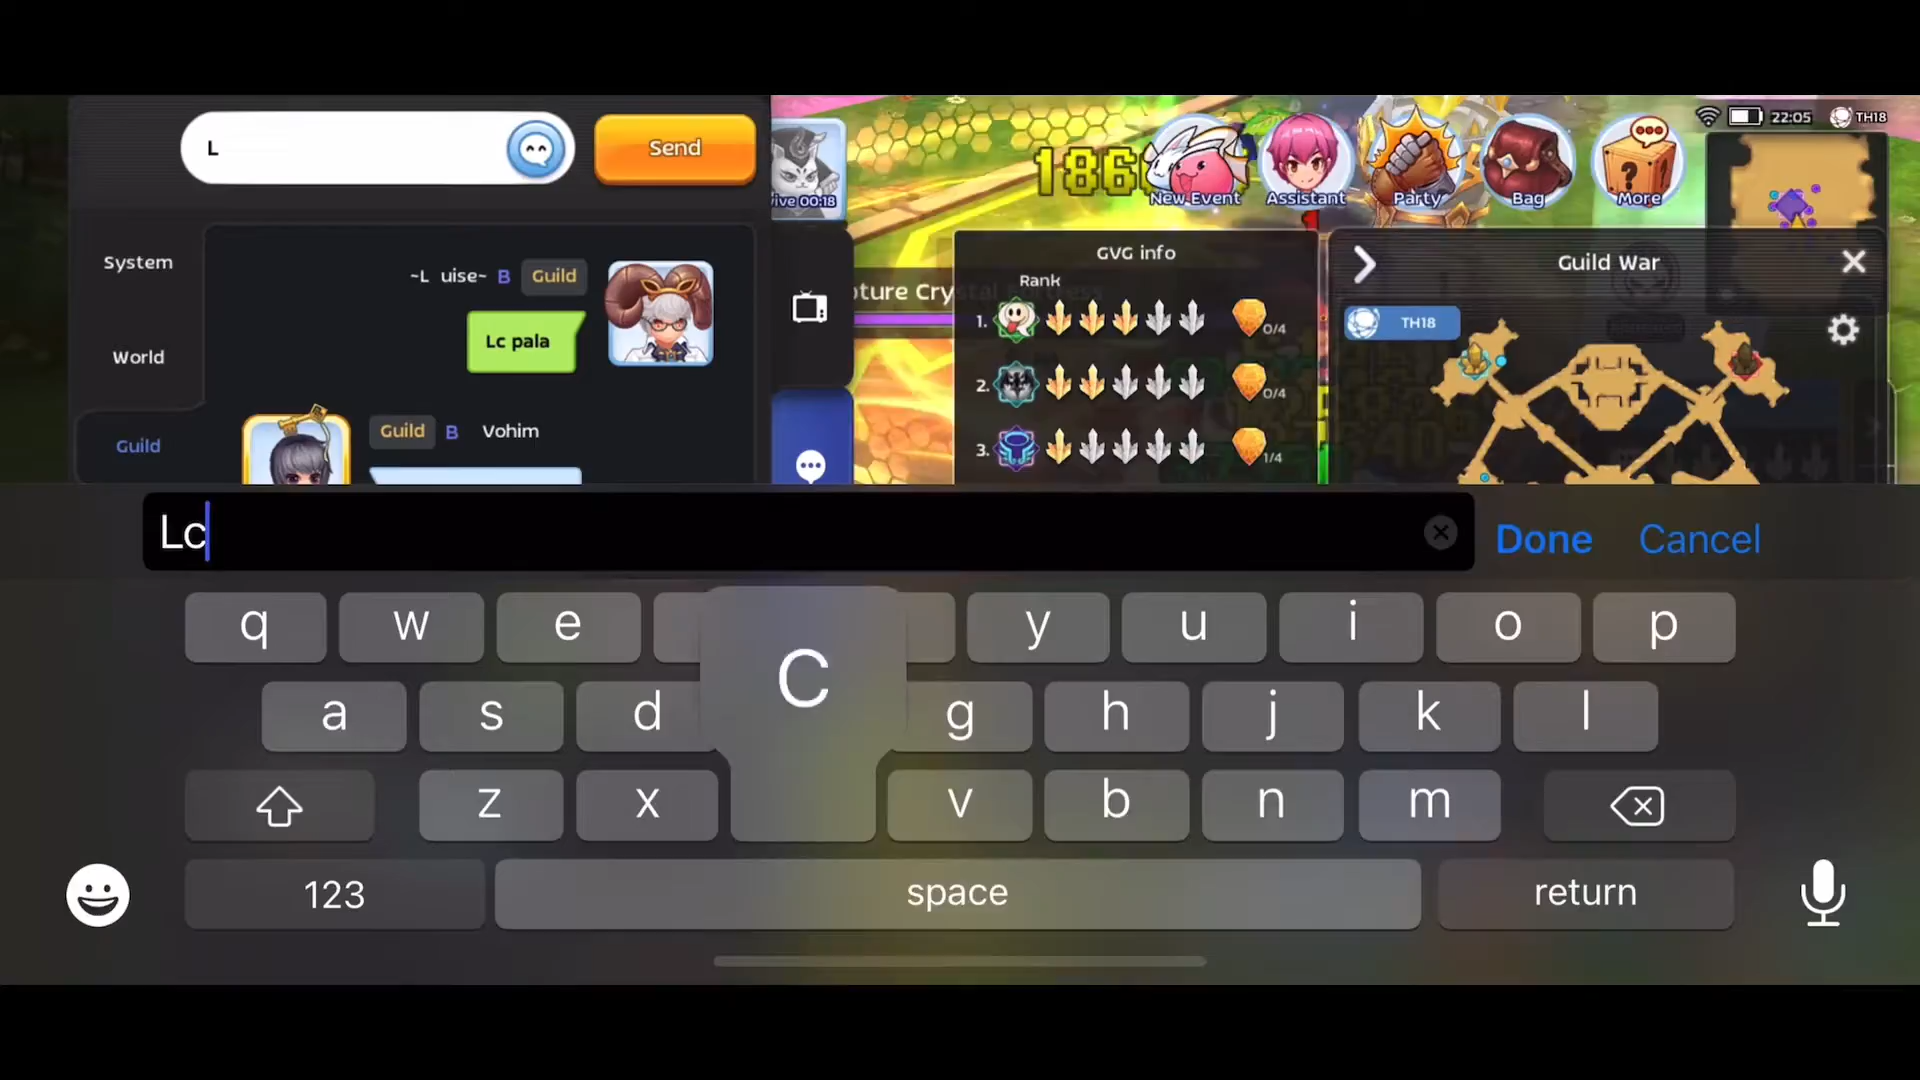 L
Send
ive 00:18
186
New Event
Assistant
Party
Bag
More
22:05
TH18
System
World
Guild
~L uise~ B Guild
Lc pala
Guild B Vohim
pture Cry
GVG info
Rank
1.
0/4
2.
0/4
3.
1/4
Guild War
TH18
Lc
Done
Cancel
q w e y u i o p
C
a s d g h j k l
z x v b n m
123
space
return